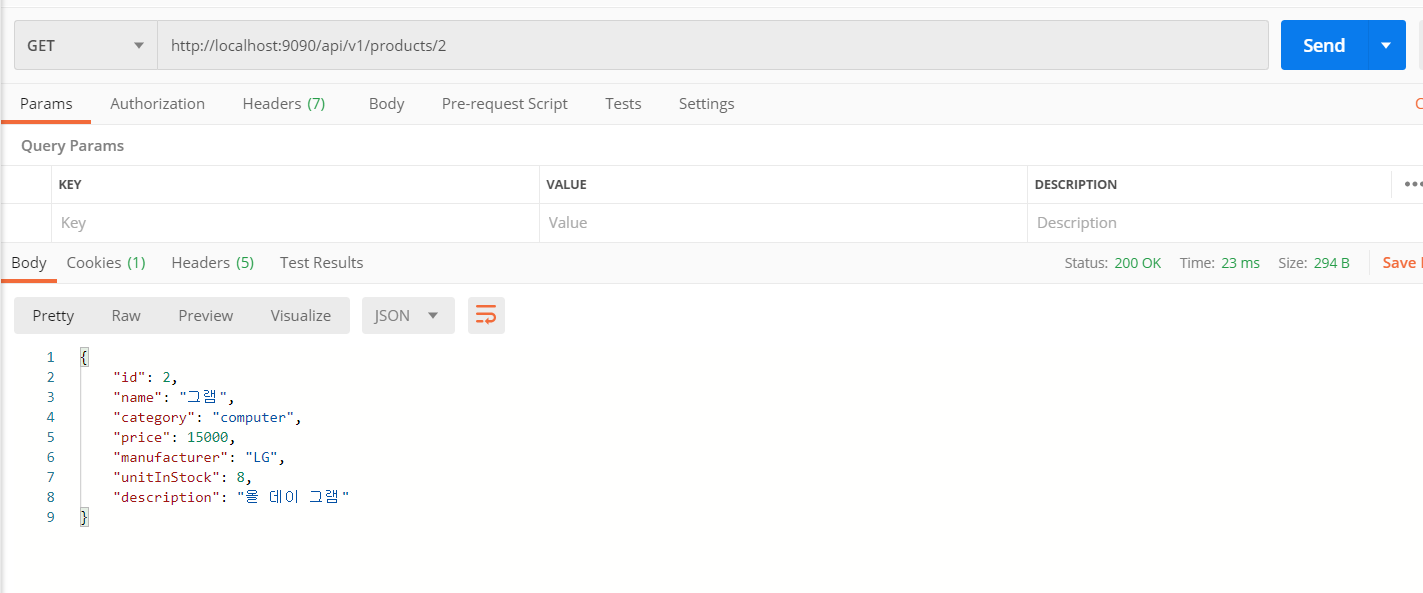 GET http://localhost:9090/api/v1/products/2 Send
Params Authorization Headers (7) Body Pre-request Script Tests Settings
Query Params
KEY VALUE DESCRIPTION
Key Value Description
Body Cookies (1) Headers (5) Test Results Status: 200 OK Time: 23 ms Size: 294 B Save
Pretty Raw Preview Visualize JSON
1 {
2 "id": 2,
3 "name": "그램",
4 "category": "computer",
5 "price": 15000,
6 "manufacturer": "LG",
7 "unitInStock": 8,
8 "description": "올 데이 그램"
9 }